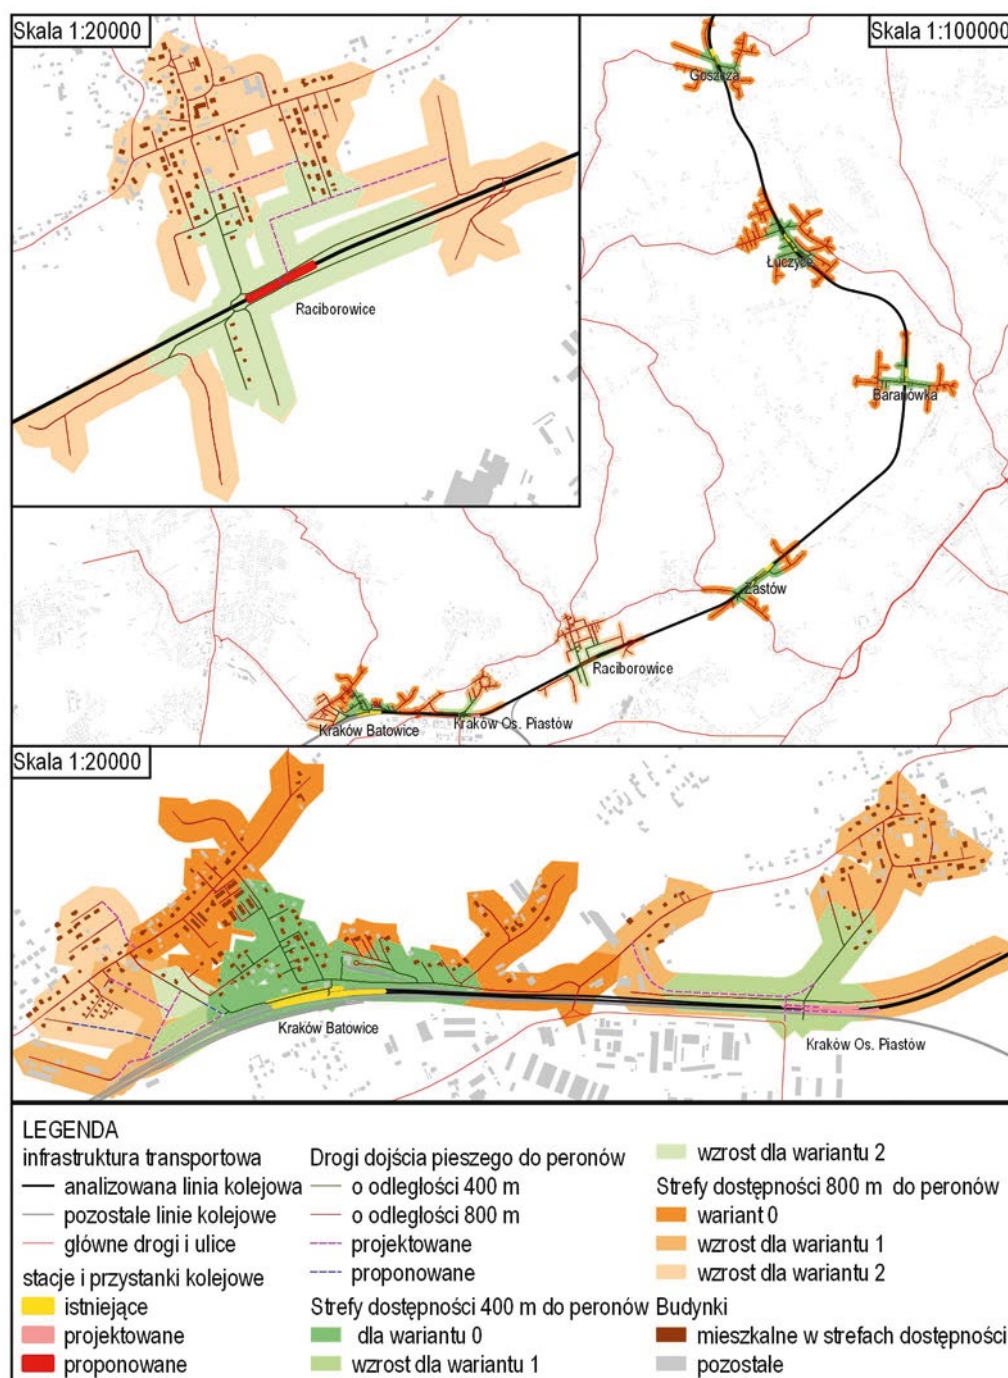 Skala 1:20000
Skala 1:100000
Goszcza
Łuczyce
Baranówka
Raciborowice
Zastów
Raciborowice
Kraków Batowice
Kraków Os. Piastów
Skala 1:20000
Kraków Batowice
Kraków Os. Piastów
LEGENDA
infrastruktura transportowa
analizowana linia kolejowa
pozostałe linie kolejowe
główne drogi i ulice
stacje i przystanki kolejowe
istniejące
projektowane
proponowane
Drogi dojścia pieszego do peronów
o odległości 400 m
o odległości 800 m
projektowane
proponowane
Strefy dostępności 400 m do peronów
dla wariantu 0
wzrost dla wariantu 1
wzrost dla wariantu 2
Strefy dostępności 800 m do peronów
wariant 0
wzrost dla wariantu 1
wzrost dla wariantu 2
Budynki
mieszkalne w strefach dostępności
pozostałe